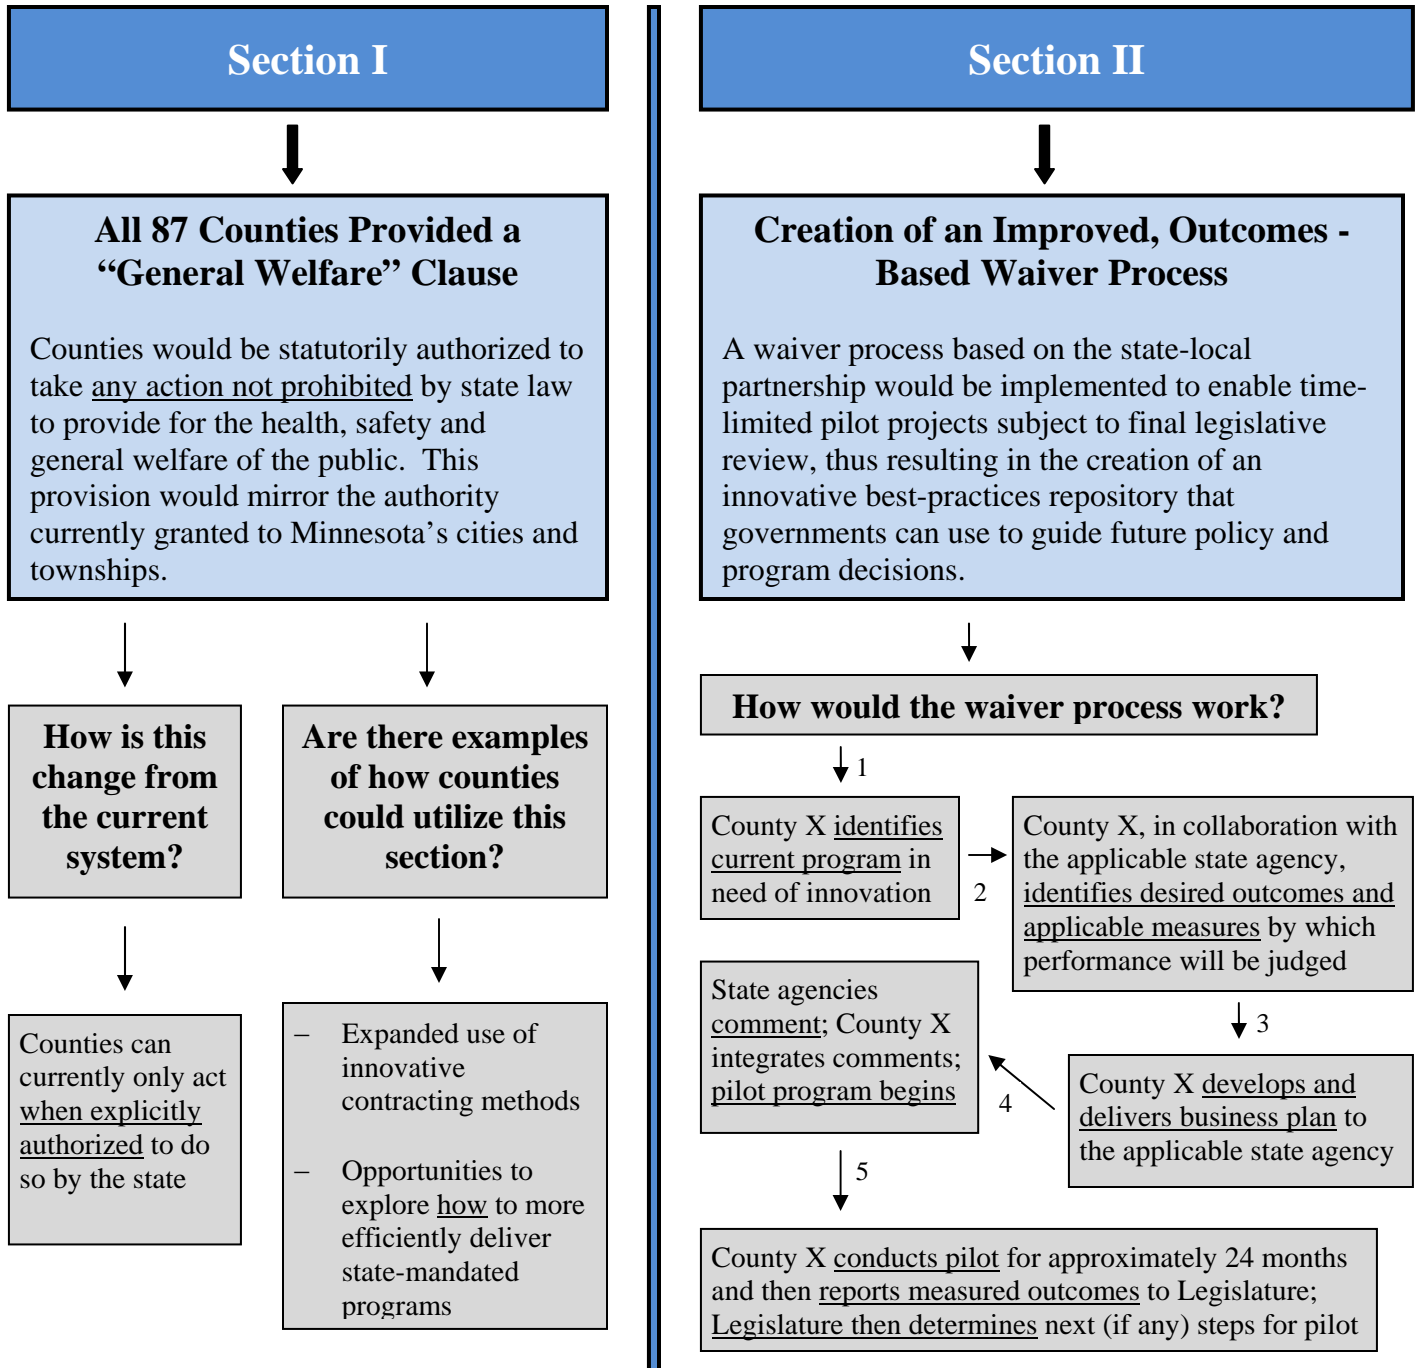 Section I
All 87 Counties Provided a
“General Welfare” Clause
Counties would be statutorily authorized to
take any action not prohibited by state law
to provide for the health, safety and
general welfare of the public.  This
provision would mirror the authority
currently granted to Minnesota’s cities and
townships.
How is this
change from
the current
system?
Counties can
currently only act
when explicitly
authorized to do
so by the state
Are there examples
of how counties
could utilize this
section?
– Expanded use of
innovative
contracting methods
– Opportunities to
explore how to more
efficiently deliver
state-mandated
programs
Section II
Creation of an Improved, Outcomes -
Based Waiver Process
A waiver process based on the state-local
partnership would be implemented to enable time-
limited pilot projects subject to final legislative
review, thus resulting in the creation of an
innovative best-practices repository that
governments can use to guide future policy and
program decisions.
How would the waiver process work?
1
County X identifies
current program in
need of innovation
2
County X, in collaboration with
the applicable state agency,
identifies desired outcomes and
applicable measures by which
performance will be judged
3
County X develops and
delivers business plan to
the applicable state agency
4
State agencies
comment; County X
integrates comments;
pilot program begins
5
County X conducts pilot for approximately 24 months
and then reports measured outcomes to Legislature;
Legislature then determines next (if any) steps for pilot